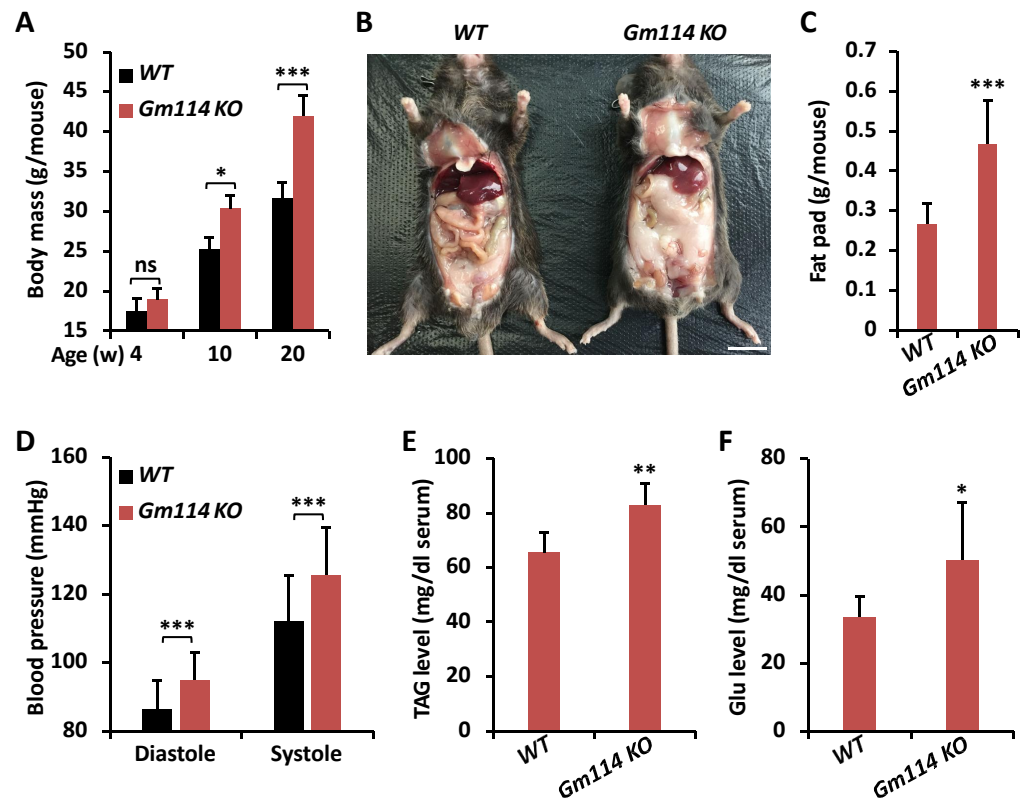 A
Body mass (g/mouse)
50
45
40
35
30
25
20
15
WT
Gm114 KO
ns
*
***
Age (w) 4 10 20
B
WT Gm114 KO
C
Fat pad (g/mouse)
0.7
0.6
0.5
0.4
0.3
0.2
0.1
0
***
WT
Gm114 KO
D
Blood pressure (mmHg)
160
140
120
100
80
WT
Gm114 KO
***
***
Diastole Systole
E
TAG level (mg/dl serum)
100
80
60
40
20
0
**
WT
Gm114 KO
F
Glu level (mg/dl serum)
80
60
40
20
0
*
WT
Gm114 KO